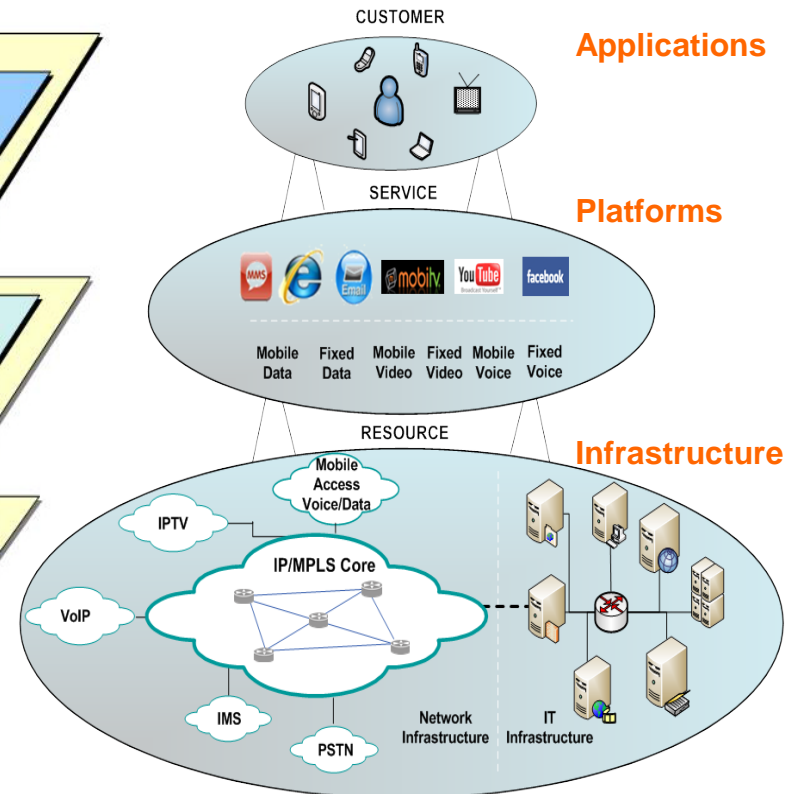 CUSTOMER
Applications
SERVICE
Platforms
MMS
Email
mobitv.
YouTube
Broadcast Yourself™
facebook
Mobile Data
Fixed Data
Mobile Video
Fixed Video
Mobile Voice
Fixed Voice
RESOURCE
Infrastructure
Mobile
Access
Voice/Data
IPTV
IP/MPLS Core
VoIP
IMS
PSTN
Network
Infrastructure
IT
Infrastructure